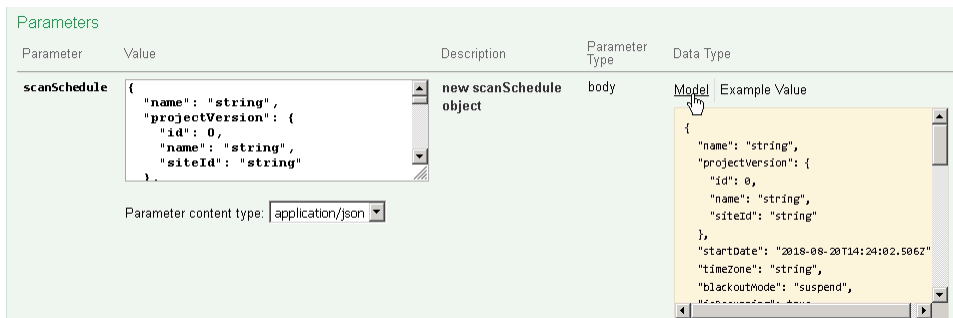 Parameters
Parameter Value Description Parameter Type Data Type
scanSchedule
{
"name": "string",
"projectVersion": {
"id": 0,
"name": "string",
"siteId": "string"
},
Parameter content type: application/json
new scanSchedule
object
body
Model Example Value
{
"name": "string",
"projectVersion": {
"id": 0,
"name": "string",
"siteId": "string"
},
"startDate": "2018-08-20T14:24:02.506Z"
"timeZone": "string",
"blackoutMode": "suspend",
"isRecurring": true